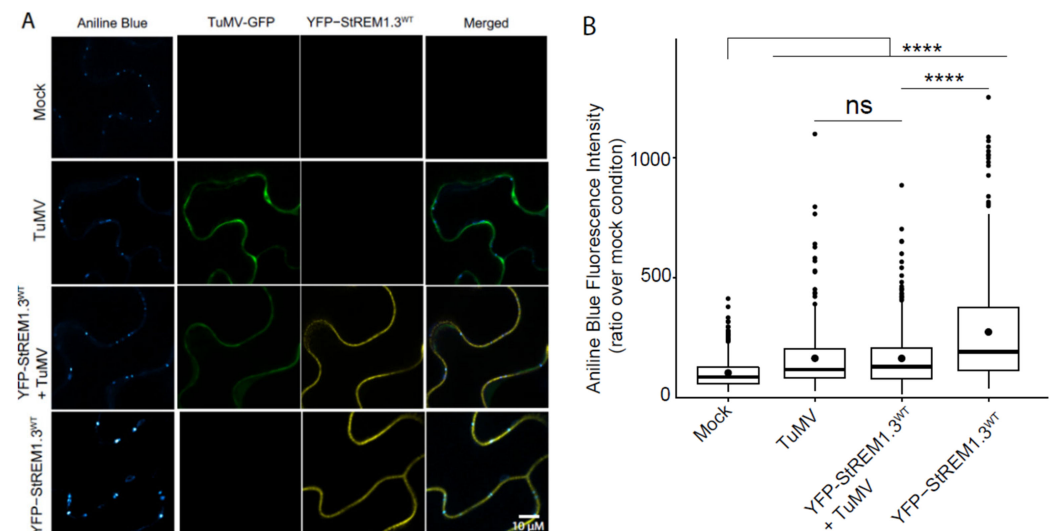 A
Aniline Blue
TuMV-GFP
YFP−StREM1.3ᵂᵀ
Merged
Mock
TuMV
YFP-StREM1.3ᵂᵀ
+ TuMV
YFP−StREM1.3ᵂᵀ
10 µM
B
Aniline Blue Fluorescence Intensity
(ratio over mock conditon)
1000
500
0
****
****
ns
Mock
TuMV
YFP-StREM1.3ᵂᵀ
+ TuMV
YFP−StREM1.3ᵂᵀ